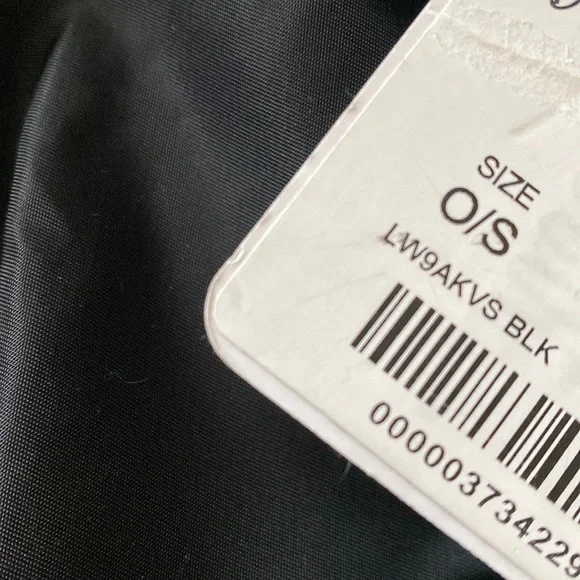 SIZE
O/S
LW9AKVS BLK
000003734229